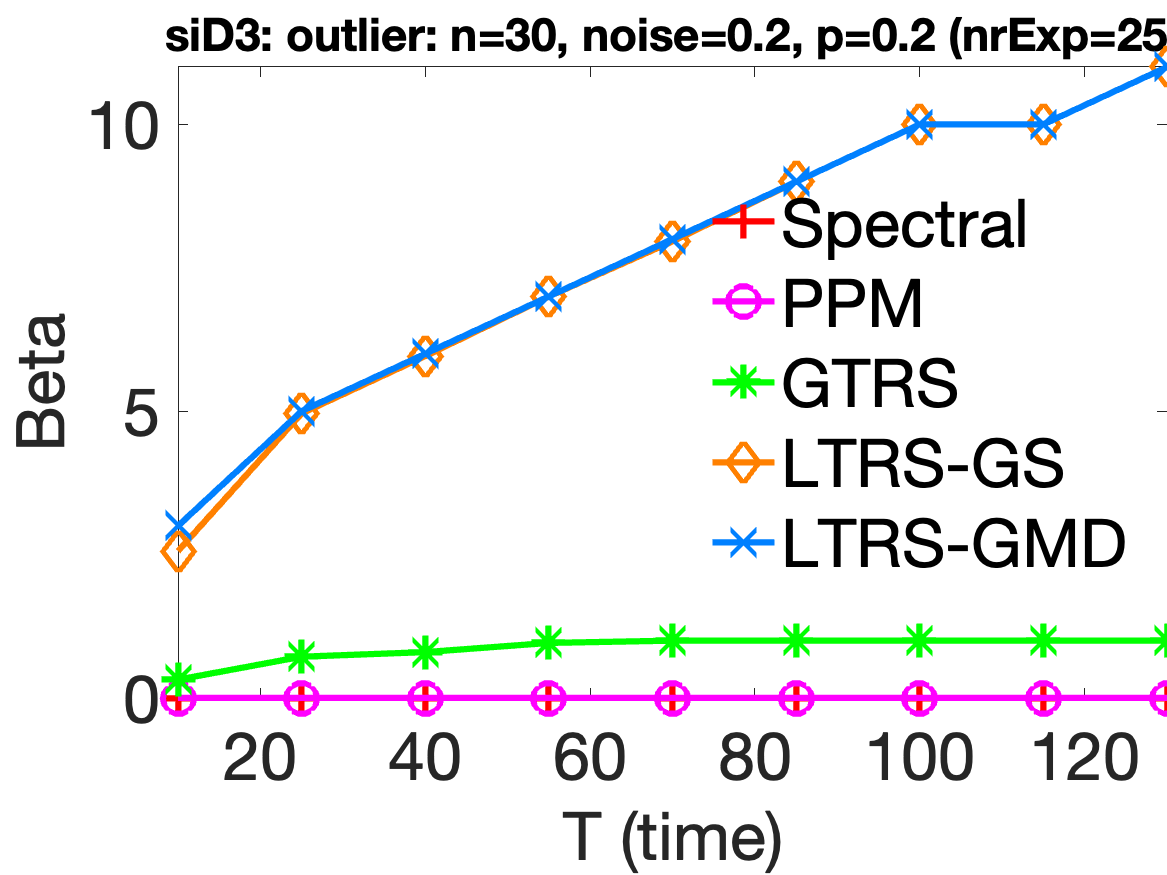 siD3: outlier: n=30, noise=0.2, p=0.2 (nrExp=25
10
5
0
Beta
Spectral
PPM
GTRS
LTRS-GS
LTRS-GMD
20 40 60 80 100 120
T (time)